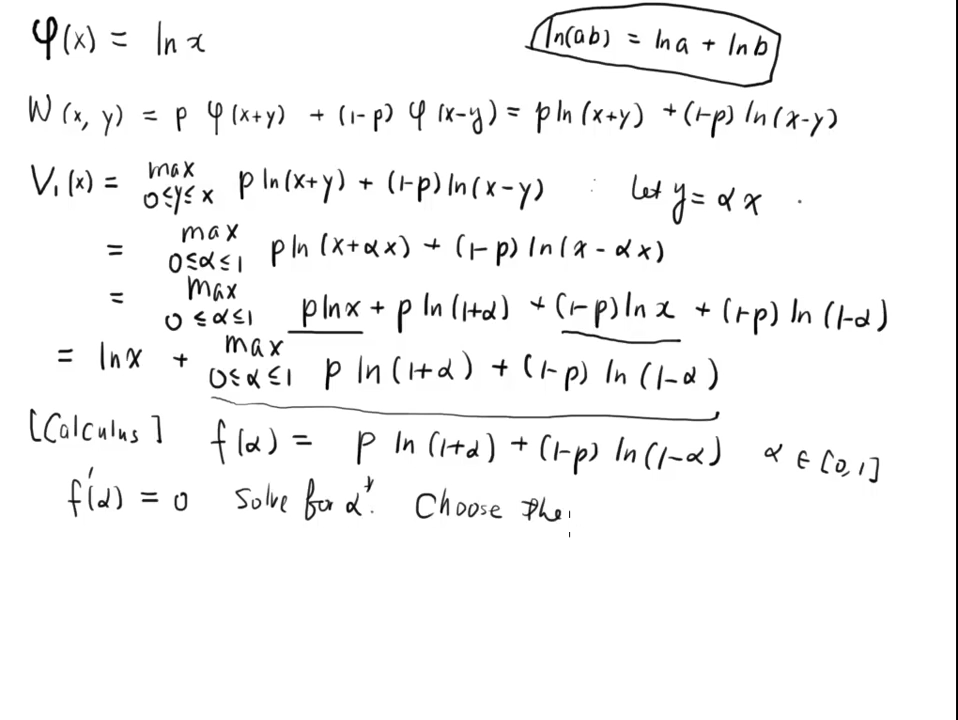 φ(x) = ln x
ln(ab) = ln a + ln b
W(x, y) = p φ(x+y) + (1-p) φ(x-y) = p ln(x+y) + (1-p) ln(x-y)
V₁(x) = max 0≤y≤x p ln(x+y) + (1-p) ln(x-y) : let y = αx .
= max 0≤α≤1 p ln(x+αx) + (1-p) ln(x-αx)
= max 0≤α≤1 p ln x + p ln(1+α) + (1-p) ln x + (1-p) ln(1-α)
= ln x + max 0≤α≤1 p ln(1+α) + (1-p) ln(1-α)
[Calculus] f(α) = p ln(1+α) + (1-p) ln(1-α) α ∈ [0,1]
f'(α) = 0 Solve for α*. Choose the